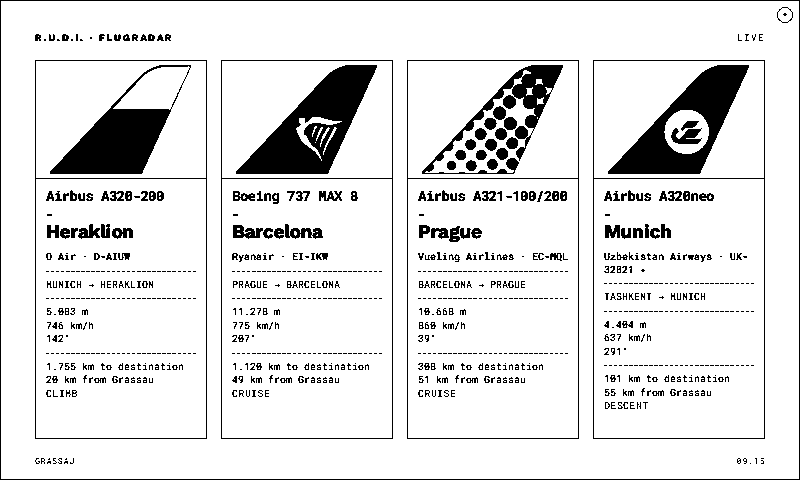 R.U.D.I. · FLUGRADAR
LIVE
Airbus A320-200
-
Heraklion
O Air · D-AIUW
MUNICH → HERAKLION
5.083 m
746 km/h
142°
1.755 km to destination
20 km from Grassau
CLIMB
Boeing 737 MAX 8
-
Barcelona
Ryanair · EI-IKW
PRAGUE → BARCELONA
11.278 m
775 km/h
207°
1.120 km to destination
49 km from Grassau
CRUISE
Airbus A321-100/200
-
Prague
Vueling Airlines · EC-MQL
BARCELONA → PRAGUE
10.668 m
860 km/h
39°
308 km to destination
51 km from Grassau
CRUISE
Airbus A320neo
-
Munich
Uzbekistan Airways · UK-
32021 ✦
TASHKENT → MUNICH
4.404 m
637 km/h
291°
101 km to destination
55 km from Grassau
DESCENT
GRASSAU
09.15